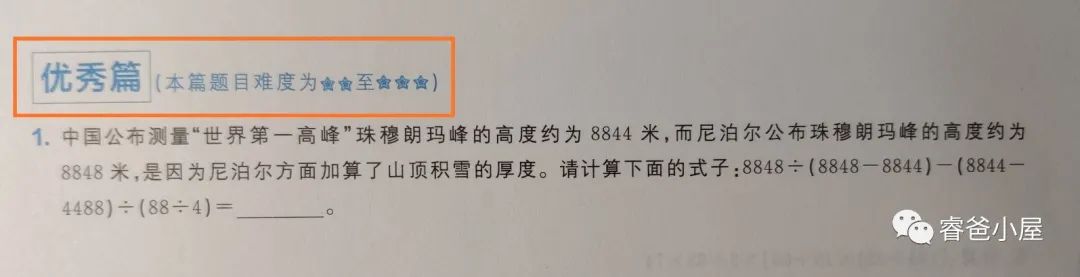 优秀篇(本篇题目难度为★★至★★★)
1. 中国公布测量“世界第一高峰”珠穆朗玛峰的高度约为 8844 米,而尼泊尔公布珠穆朗玛峰的高度约为
8848 米,是因为尼泊尔方面加算了山顶积雪的厚度。请计算下面的式子:8848÷(8848-8844)-(8844-
4488)÷(88÷4)=________。
睿爸小屋